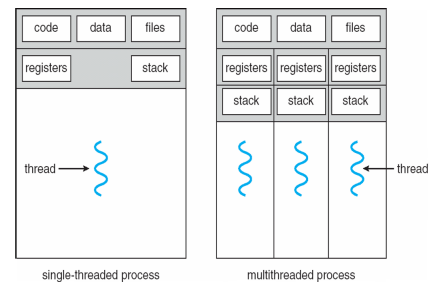 code data files code data files
registers stack registers registers registers
stack stack stack
thread thread
single-threaded process multithreaded process